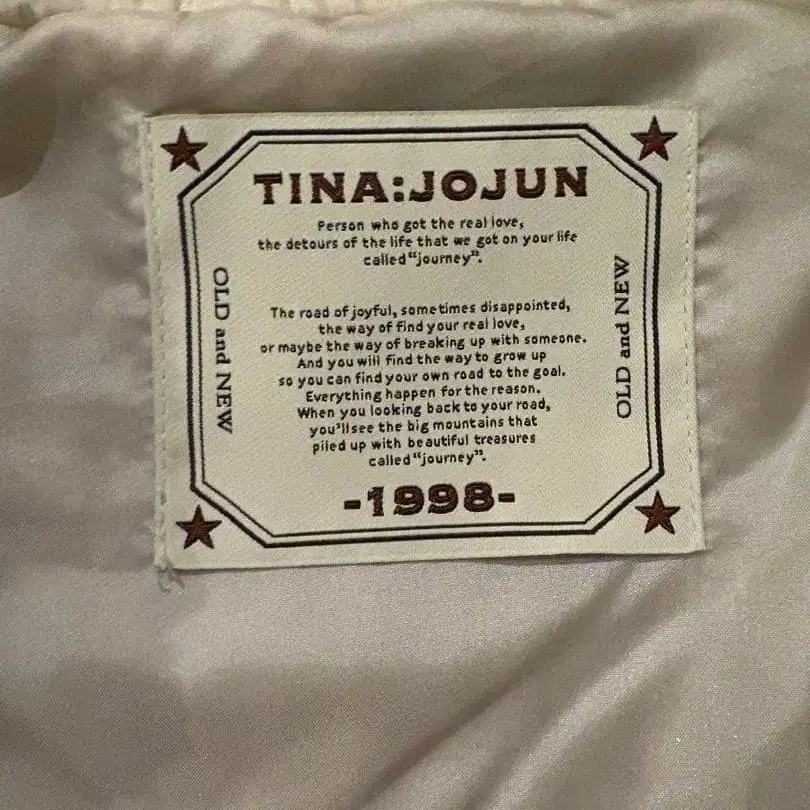 TINA:JOJUN
Person who got the real love,
the detours of the life that we got on your life
called "journey".
OLD and NEW
The road of joyful, sometimes disappointed,
the way of find your real love,
or maybe the way of breaking up with someone.
And you will find the way to grow up
so you can find your own road to the goal.
Everything happen for the reason.
When you looking back to your road,
you'll see the big mountains that
piled up with beautiful treasures
called "journey".
OLD and NEW
-1998-